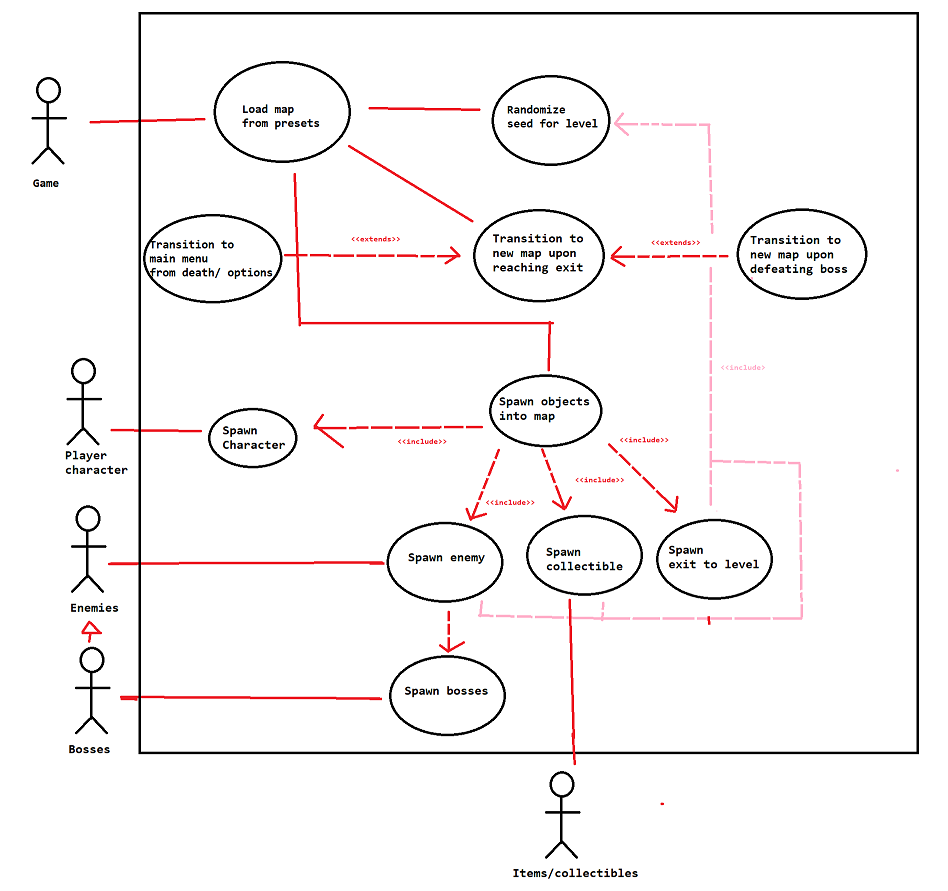 Load map
from presets
Randomize
seed for level
Game
Transition to
main menu
from death/ options
<<extends>>
Transition to
new map upon
reaching exit
<<extends>>
Transition to
new map upon
defeating boss
<<include>
Spawn objects
into map
Player
character
Spawn
Character
<<include>>
<<include>>
<<include>>
<<include>>
Enemies
Spawn enemy
Spawn
collectible
Spawn
exit to level
Bosses
Spawn bosses
Items/collectibles